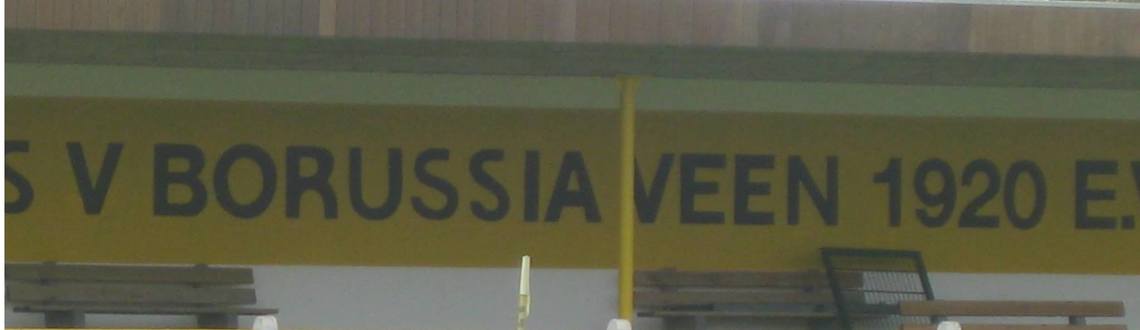 S V BORUSSIA VEEN 1920 E.V